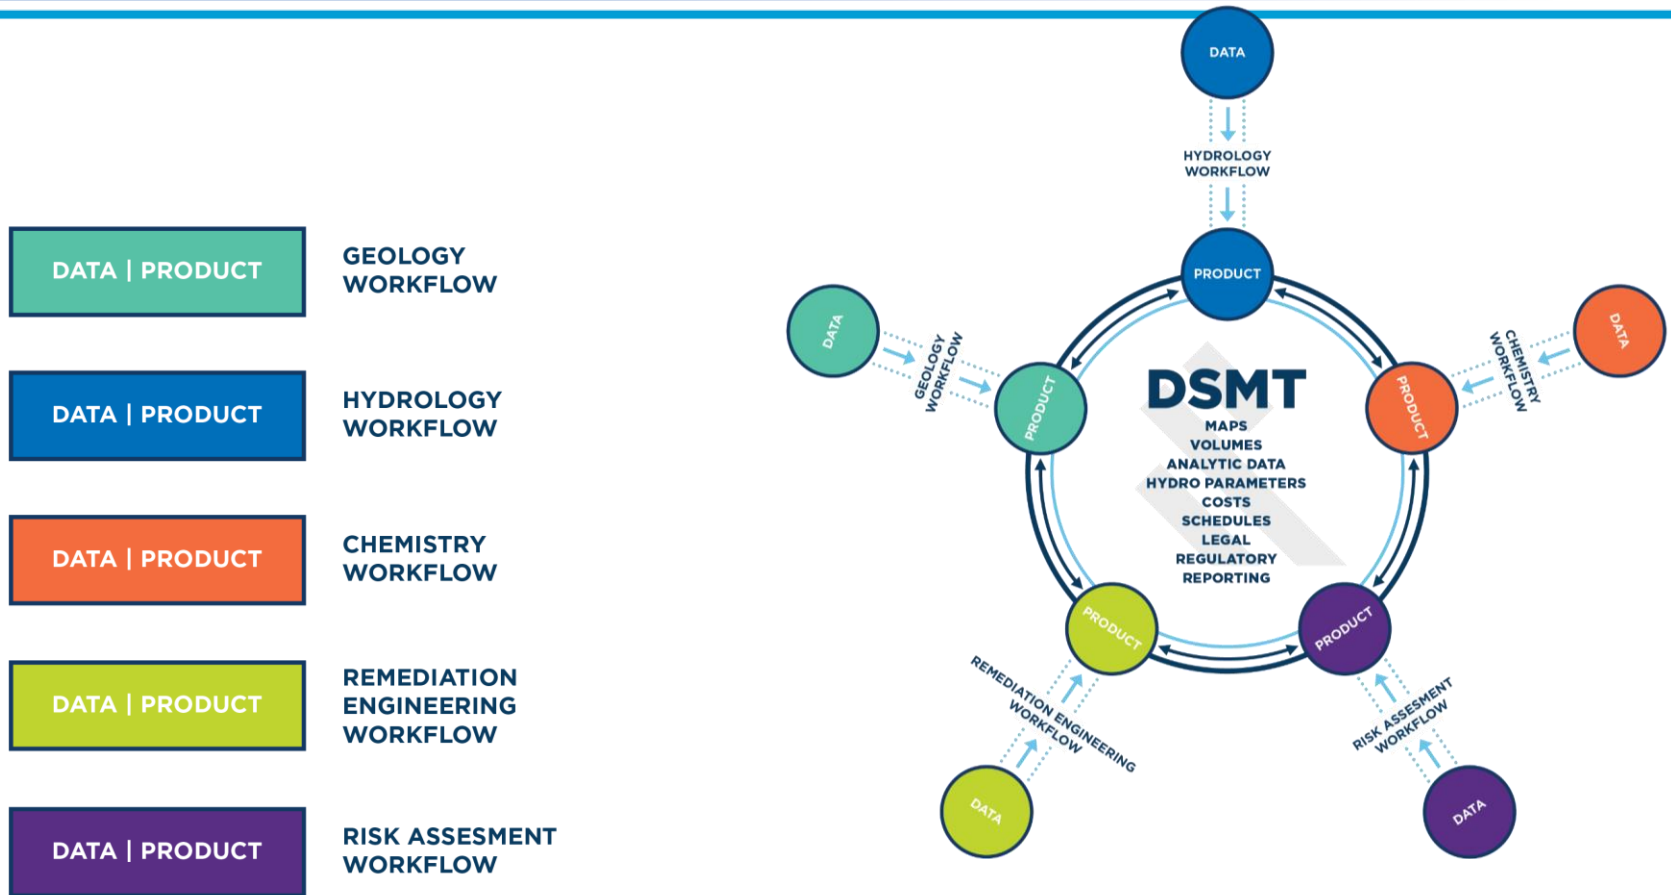 DATA | PRODUCT
GEOLOGY
WORKFLOW
DATA | PRODUCT
HYDROLOGY
WORKFLOW
DATA | PRODUCT
CHEMISTRY
WORKFLOW
DATA | PRODUCT
REMEDIATION
ENGINEERING
WORKFLOW
DATA | PRODUCT
RISK ASSESMENT
WORKFLOW
DATA
HYDROLOGY
WORKFLOW
PRODUCT
DATA
GEOLOGY
WORKFLOW
PRODUCT
DATA
CHEMISTRY
WORKFLOW
PRODUCT
DSMT
MAPS
VOLUMES
ANALYTIC DATA
HYDRO PARAMETERS
COSTS
SCHEDULES
LEGAL
REGULATORY
REPORTING
PRODUCT
REMEDIATION ENGINEERING
WORKFLOW
DATA
PRODUCT
RISK ASSESMENT
WORKFLOW
DATA